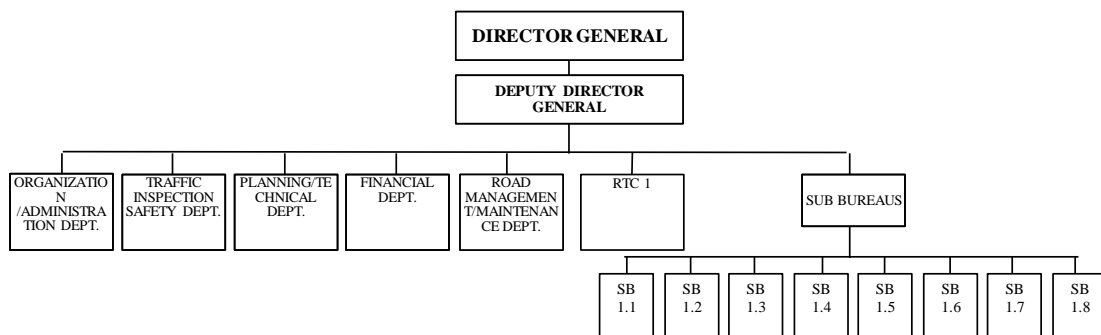 DIRECTOR GENERAL
DEPUTY DIRECTOR
GENERAL
ORGANIZATIO
N
/ADMINISTRA
TION DEPT.
TRAFFIC
INSPECTION
SAFETY DEPT.
PLANNING/TE
CHNICAL
DEPT.
FINANCIAL
DEPT.
ROAD
MANAGEMEN
T/MAINTENAN
CE DEPT.
RTC 1
SUB BUREAUS
SB
1.1
SB
1.2
SB
1.3
SB
1.4
SB
1.5
SB
1.6
SB
1.7
SB
1.8